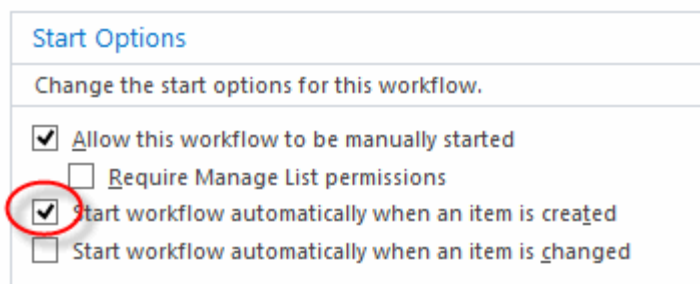 Start Options
Change the start options for this workflow.
Allow this workflow to be manually started
Require Manage List permissions
Start workflow automatically when an item is created
Start workflow automatically when an item is changed